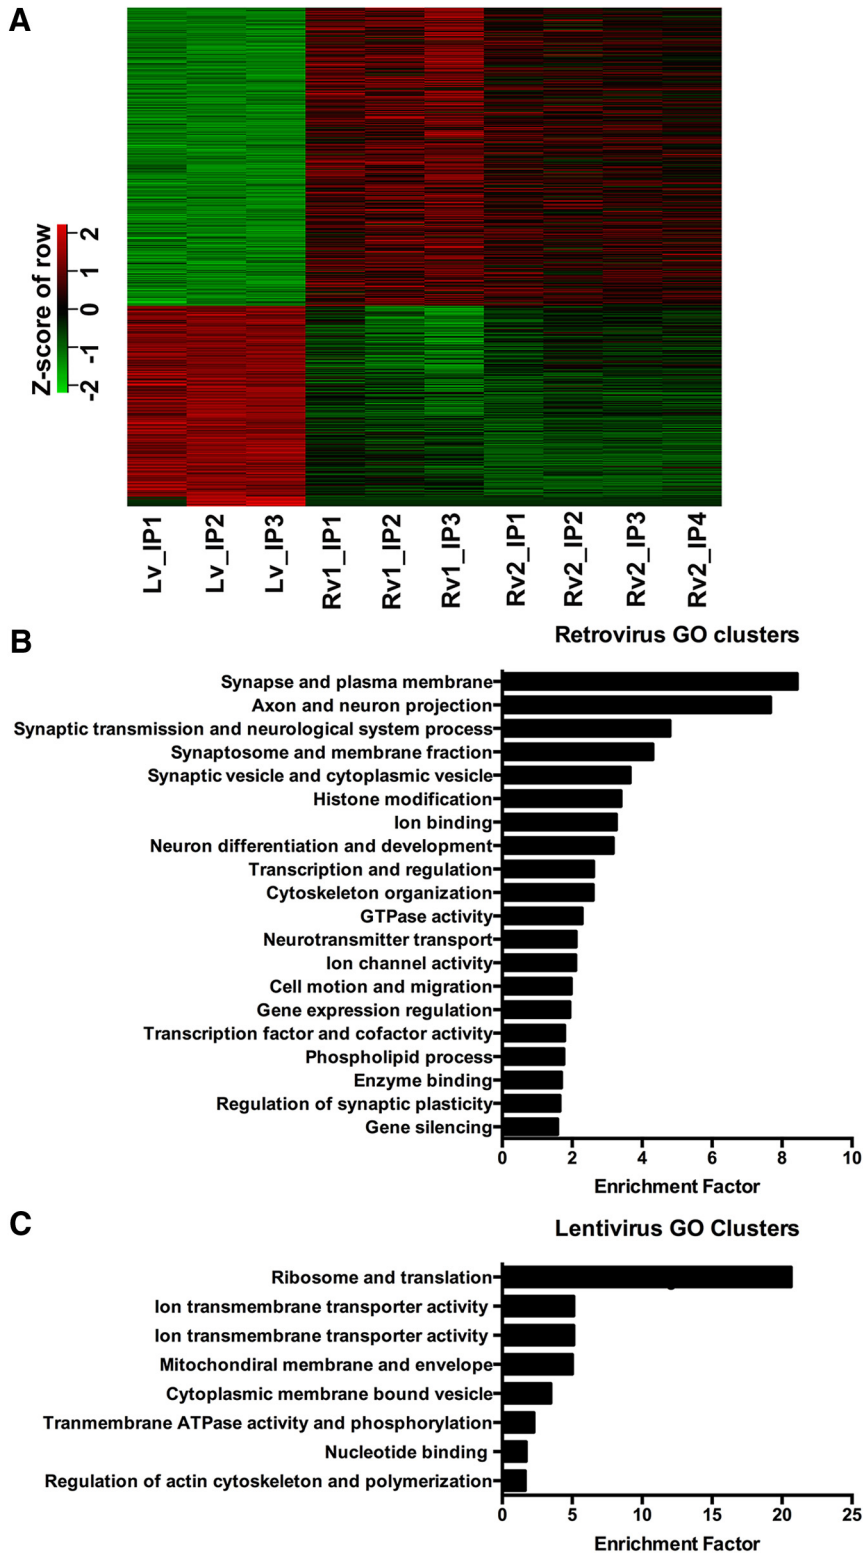 A
Z-score of row
2
1
0
-1
-2
Lv_IP1
Lv_IP2
Lv_IP3
Rv1_IP1
Rv1_IP2
Rv1_IP3
Rv2_IP1
Rv2_IP2
Rv2_IP3
Rv2_IP4
B
Retrovirus GO clusters
Synapse and plasma membrane
Axon and neuron projection
Synaptic transmission and neurological system process
Synaptosome and membrane fraction
Synaptic vesicle and cytoplasmic vesicle
Histone modification
Ion binding
Neuron differentiation and development
Transcription and regulation
Cytoskeleton organization
GTPase activity
Neurotransmitter transport
Ion channel activity
Cell motion and migration
Gene expression regulation
Transcription factor and cofactor activity
Phospholipid process
Enzyme binding
Regulation of synaptic plasticity
Gene silencing
0 2 4 6 8 10
Enrichment Factor
C
Lentivirus GO Clusters
Ribosome and translation
Ion transmembrane transporter activity
Ion transmembrane transporter activity
Mitochondiral membrane and envelope
Cytoplasmic membrane bound vesicle
Tranmembrane ATPase activity and phosphorylation
Nucleotide binding
Regulation of actin cytoskeleton and polymerization
0 5 10 15 20 25
Enrichment Factor